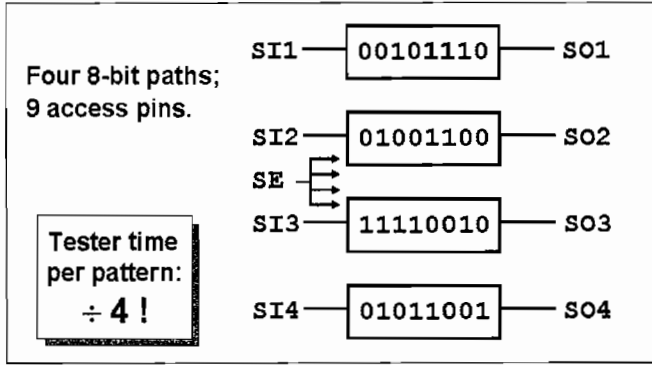 Four 8-bit paths;
9 access pins.
SI1 00101110 SO1
SI2 01001100 SO2
SE
SI3 11110010 SO3
SI4 01011001 SO4
Tester time
per pattern:
÷ 4 !